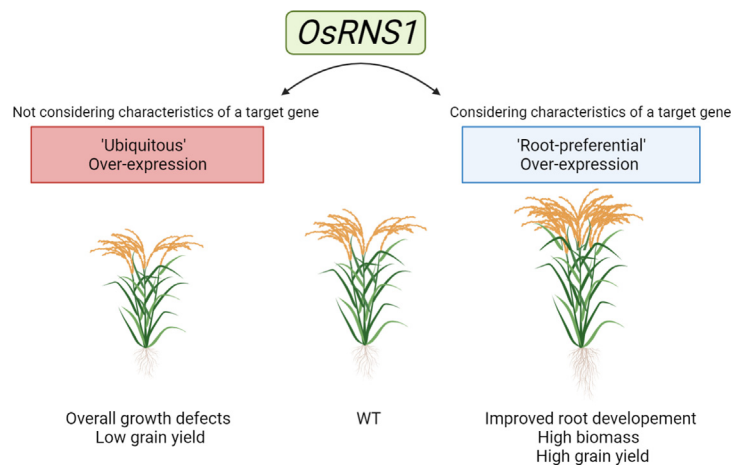 OsRNS1
Not considering characteristics of a target gene
Considering characteristics of a target gene
'Ubiquitous'
Over-expression
'Root-preferential'
Over-expression
Overall growth defects
Low grain yield
WT
Improved root developement
High biomass
High grain yield